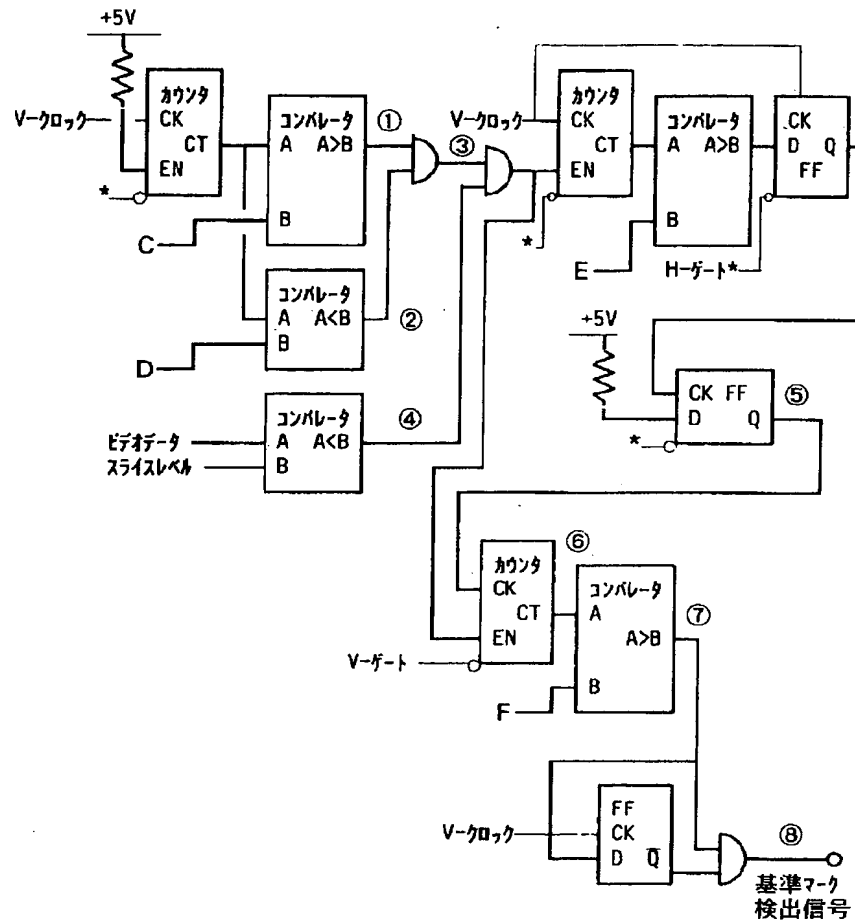 +5V
カウンタ
V-クロック
CK
CT
EN
*
コンパレータ
①
A A>B
B
C
コンパレータ
A A<B
②
B
D
コンパレータ
④
ビデオデータ
A A<B
スライスレベル
B
③
V-クロック
カウンタ
CK
CT
EN
*
コンパレータ
A A>B
B
E
CK
D Q
FF
H-ゲート*
+5V
CK FF
⑤
D Q
*
⑥
カウンタ
CK
CT
EN
V-ゲート
コンパレータ
A
⑦
A>B
B
F
FF
V-クロック
CK
D Q̅
⑧
基準マーク
検出信号